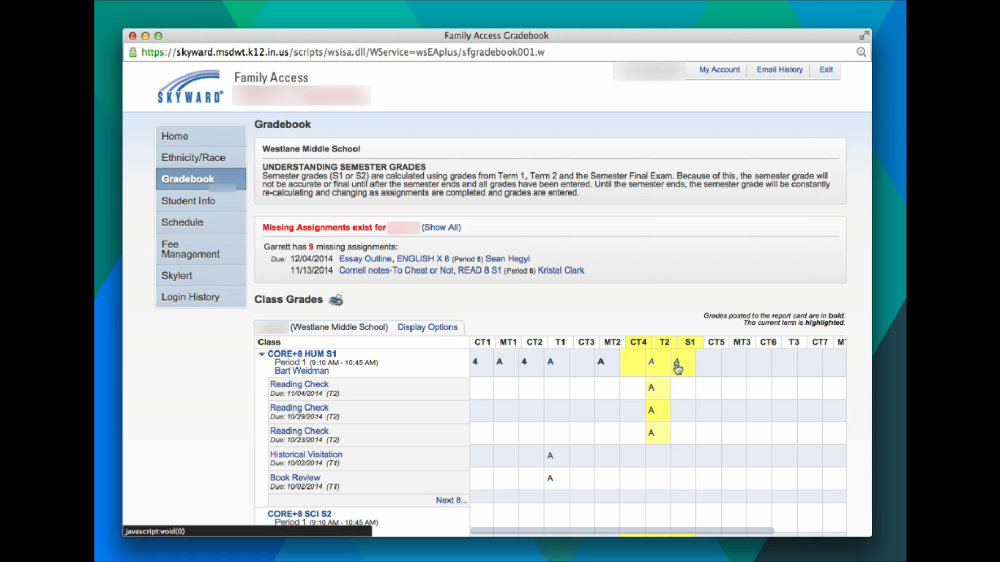 Family Access Gradebook
https://skyward.msdwt.k12.in.us/scripts/wsisa.dll/WService=wsEAplus/sfgradebook001.w
SKYWARD
Family Access
My Account Email History Exit
Home
Ethnicity/Race
Gradebook
Student Info
Schedule
Fee
Management
Skylert
Login History
Gradebook
Westlane Middle School
UNDERSTANDING SEMESTER GRADES
Semester grades (S1 or S2) are calculated using grades from Term 1, Term 2 and the Semester Final Exam. Because of this, the semester grade will
not be accurate or final until after the semester ends and all grades have been entered. Until the semester ends, the semester grade will be constantly
re-calculating and changing as assignments are completed and grades are entered.
Missing Assignments exist for (Show All)
Garrett has 9 missing assignments:
Due: 12/04/2014 Essay Outline, ENGLISH X 8 (Period 5) Sean Hegyi
11/13/2014 Cornell notes-To Cheat or Not, READ 8 S1 (Period 6) Kristal Clark
Class Grades
Grades posted to the report card are in bold.
The current term is highlighted.
(Westlane Middle School) Display Options
Class CT1 MT1 CT2 T1 CT3 MT2 CT4 T2 S1 CT5 MT3 CT6 T3 CT7
CORE+8 HUM S1
Period 1 (9:10 AM - 10:45 AM) 4 A 4 A A A A
Bart Weidman
Reading Check A
Due: 11/04/2014 (T2)
Reading Check A
Due: 10/29/2014 (T2)
Reading Check A
Due: 10/23/2014 (T2)
Historical Visitation A
Due: 10/02/2014 (T1)
Book Review A
Due: 10/02/2014 (T1)
Next 8...
CORE+8 SCI S2
Period 1 (9:10 AM - 10:45 AM)
javascript:void(0)